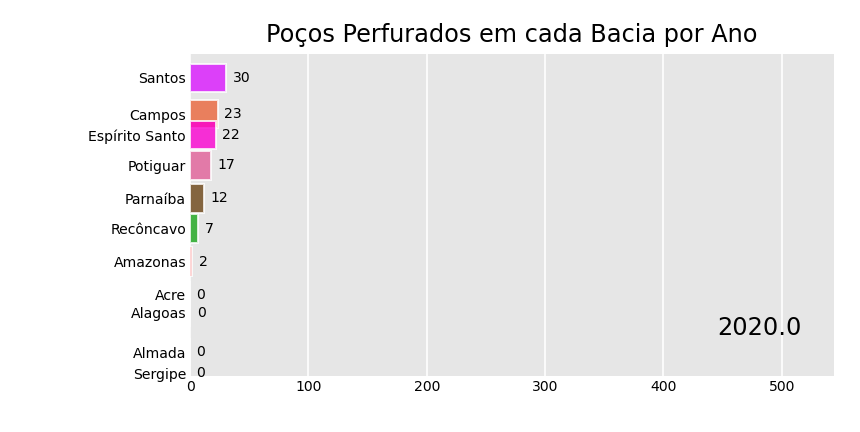 Poços Perfurados em cada Bacia por Ano
Santos 30
Campos 23
Espírito Santo 22
Potiguar 17
Parnaíba 12
Recôncavo 7
Amazonas 2
Acre 0
Alagoas 0
2020.0
Almada 0
Sergipe 0
0 100 200 300 400 500